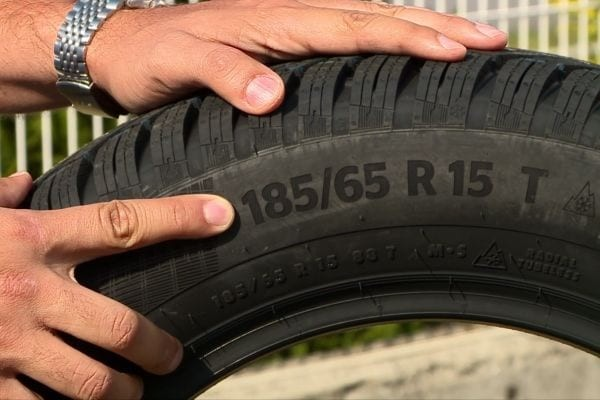 185/65 R 15 T
185/65 R 15 88 T M+S RADIAL
TUBELESS